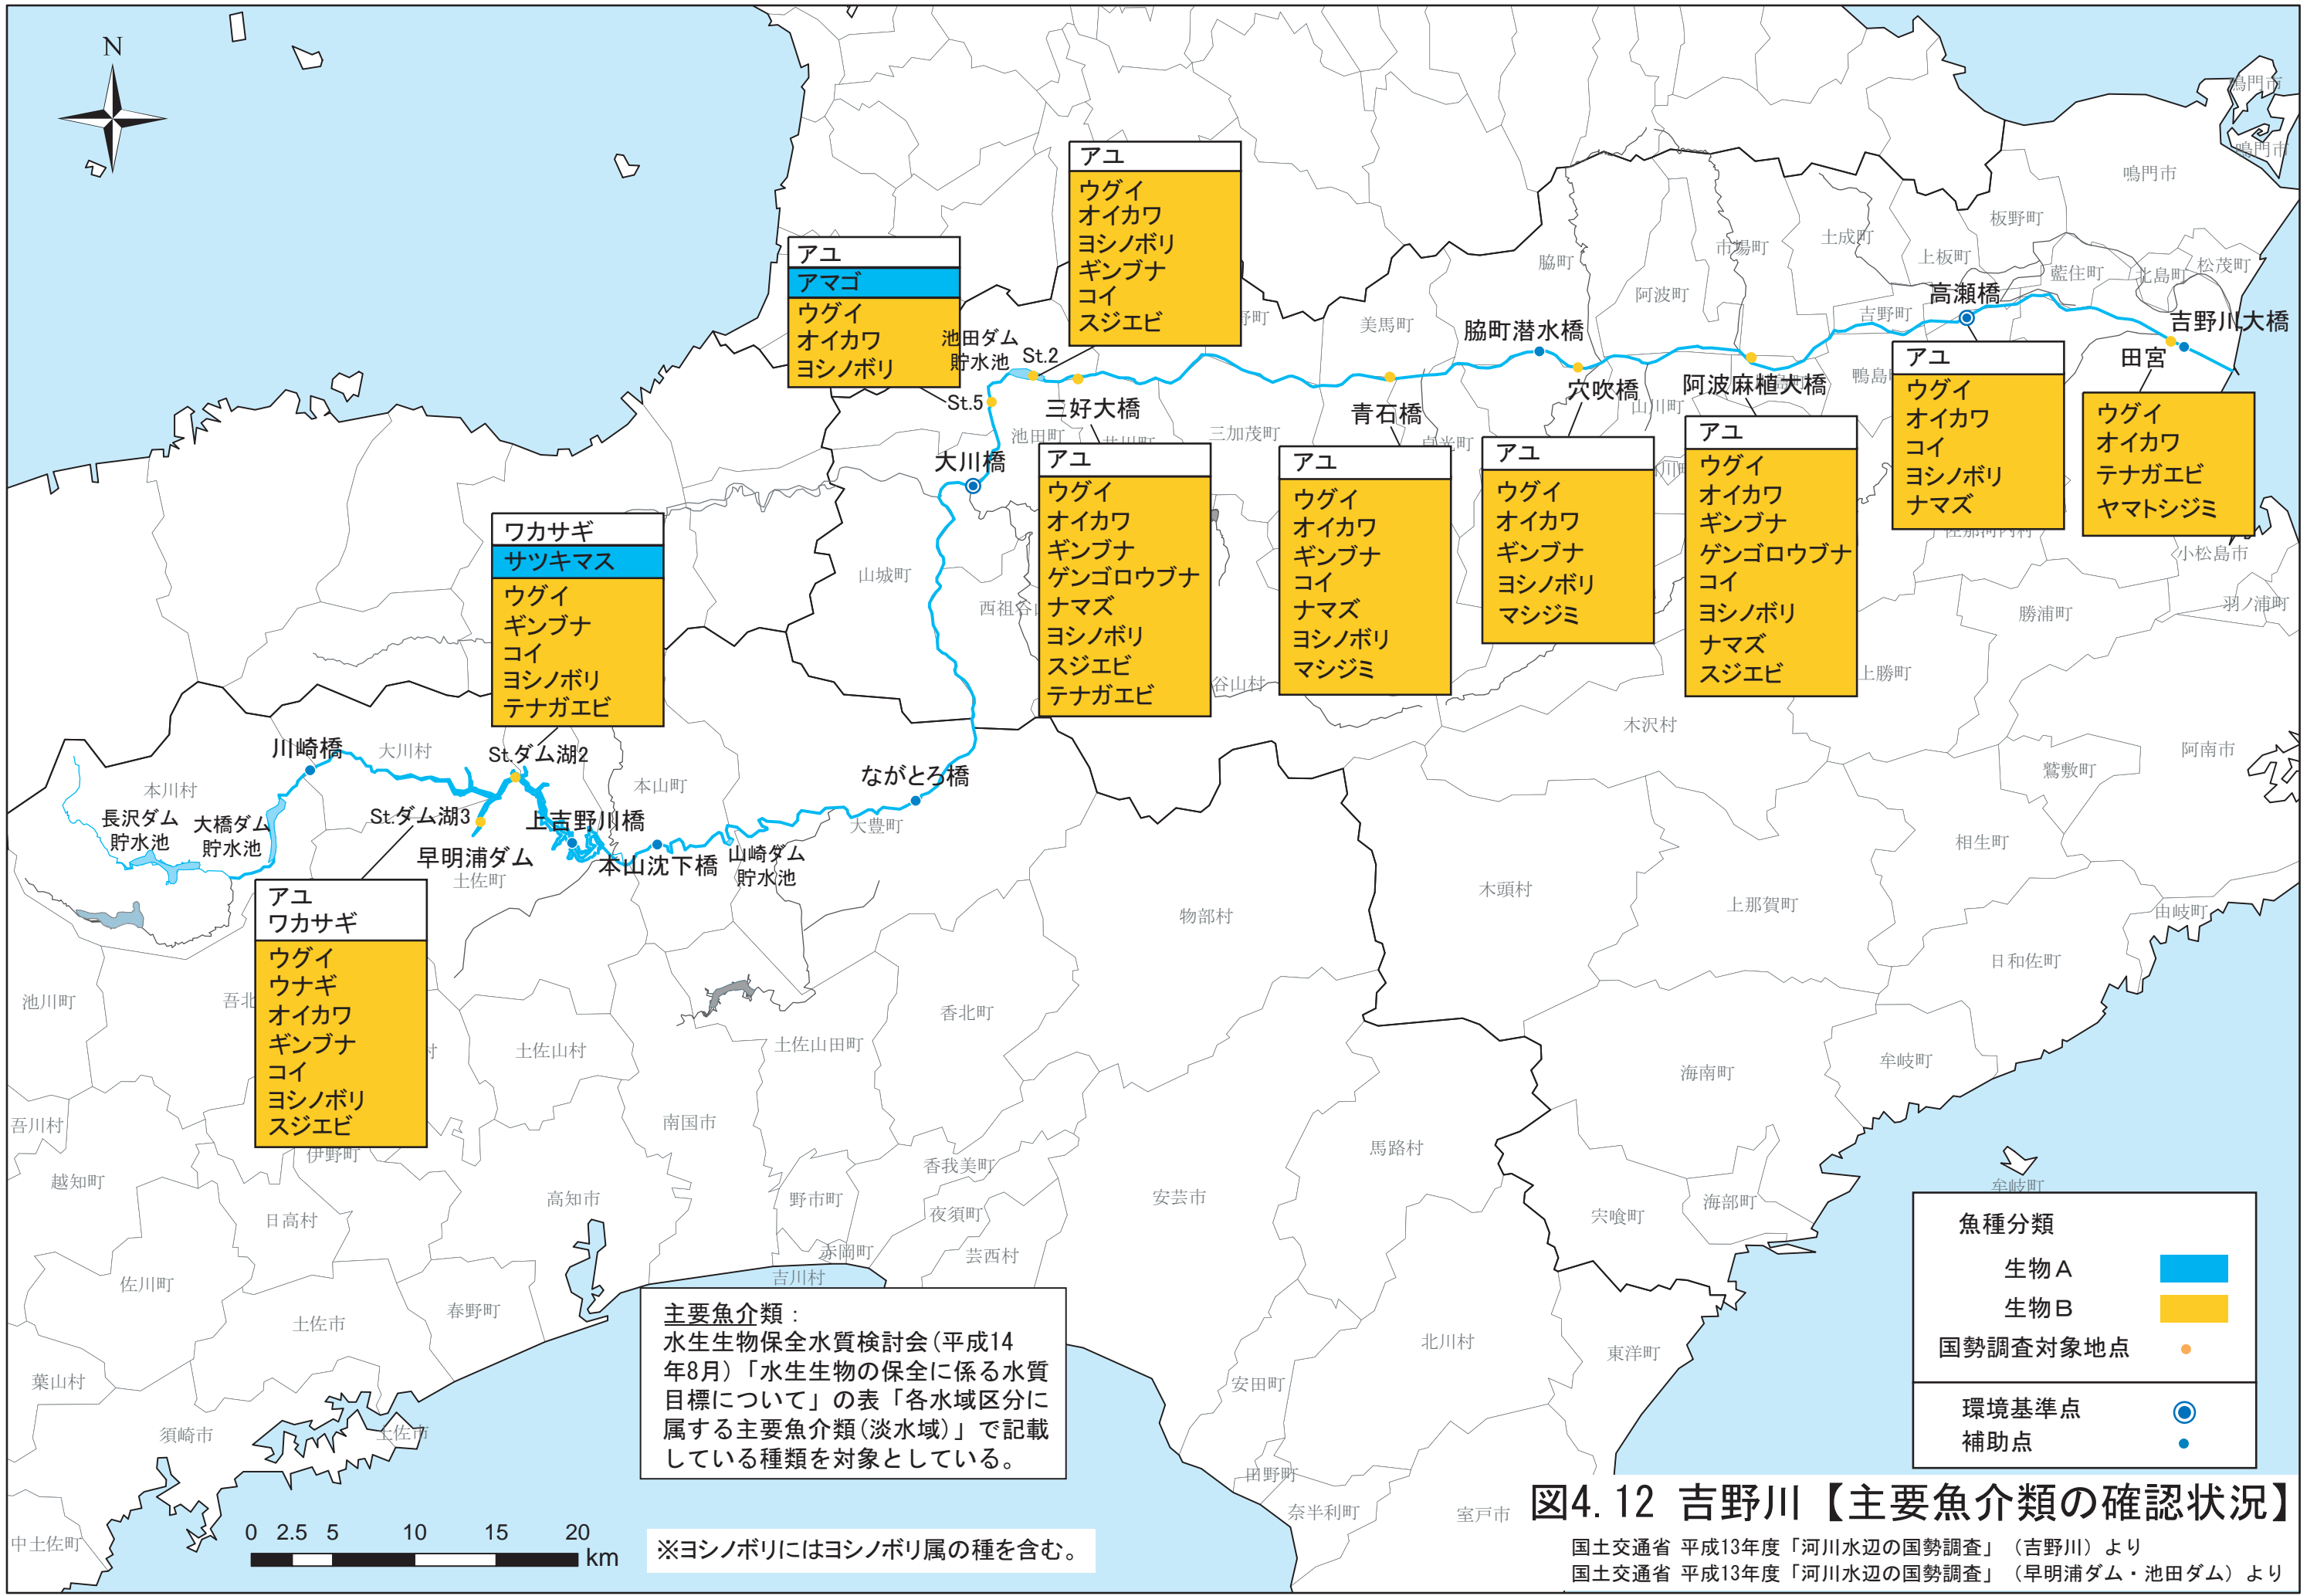 N
鳴門市
鳴門市
鳴門市
板野町
松茂町
北島町
藍住町
上板町
土成町
市場町
脇町
阿波町
吉野町
美馬町
野町
アユ
ウグイ
オイカワ
ヨシノボリ
ギンブナ
コイ
スジエビ
アユ
アマゴ
ウグイ
オイカワ
ヨシノボリ
池田ダム
貯水池
St.2
St.5
高瀬橋
吉野川大橋
田宮
脇町潜水橋
穴吹橋
阿波麻植大橋
青石橋
三好大橋
大川橋
鴨島
山川町
貞光町
三加茂町
井川町
池田町
アユ
ウグイ
オイカワ
コイ
ヨシノボリ
ナマズ
ウグイ
オイカワ
テナガエビ
ヤマトシジミ
アユ
ウグイ
オイカワ
ギンブナ
ゲンゴロウブナ
ナマズ
ヨシノボリ
スジエビ
テナガエビ
アユ
ウグイ
オイカワ
ギンブナ
コイ
ナマズ
ヨシノボリ
マシジミ
アユ
ウグイ
オイカワ
ギンブナ
ヨシノボリ
マシジミ
アユ
ウグイ
オイカワ
ギンブナ
ゲンゴロウブナ
コイ
ヨシノボリ
ナマズ
スジエビ
ワカサギ
サツキマス
ウグイ
ギンブナ
コイ
ヨシノボリ
テナガエビ
山城町
西祖谷
谷山村
佐那河内村
小松島市
羽ノ浦町
勝浦町
上勝町
木沢村
阿南市
鷲敷町
相生町
川崎橋
大川村
St.ダム湖2
本川村
本山町
ながとろ橋
長沢ダム
貯水池
大橋ダム
貯水池
St.ダム湖3
上吉野川橋
大豊町
早明浦ダム
本山沈下橋
山崎ダム
貯水池
土佐町
アユ
ワカサギ
ウグイ
ウナギ
オイカワ
ギンブナ
コイ
ヨシノボリ
スジエビ
物部村
木頭村
上那賀町
由岐町
日和佐町
池川町
吾北
村
土佐山村
香北町
土佐山田町
海南町
牟岐町
吾川村
南国市
馬路村
伊野町
越知町
香我美町
野市町
高知市
夜須町
安芸市
海部町
宍喰町
牟岐町
日高村
赤岡町
芸西村
吉川村
佐川町
春野町
土佐市
北川村
東洋町
葉山村
安田町
須崎市
土佐市
田野町
奈半利町
室戸市
中土佐町
魚種分類
生物A
生物B
国勢調査対象地点
環境基準点
補助点
主要魚介類:
水生生物保全水質検討会(平成14
年8月)「水生生物の保全に係る水質
目標について」の表「各水域区分に
属する主要魚介類(淡水域)」で記載
している種類を対象としている。
0 2.5 5 10 15 20
km
※ヨシノボリにはヨシノボリ属の種を含む。
図4.12 吉野川【主要魚介類の確認状況】
国土交通省 平成13年度「河川水辺の国勢調査」(吉野川)より
国土交通省 平成13年度「河川水辺の国勢調査」(早明浦ダム・池田ダム)より